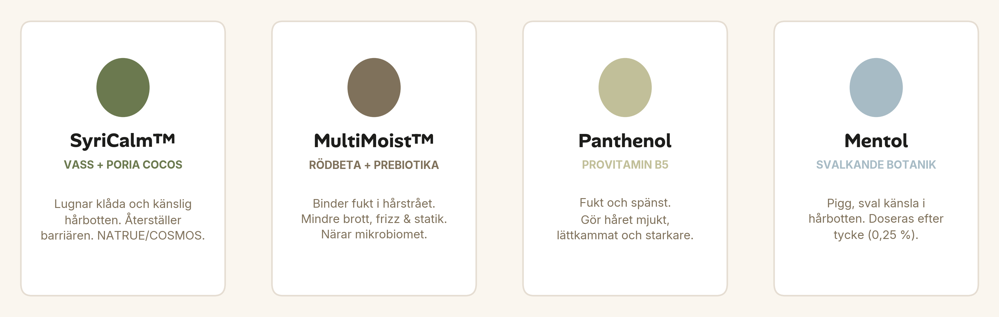 SyriCalm™
VASS + PORIA COCOS
Lugnar klåda och känslig
hårbotten. Återställer
barriären. NATRUE/COSMOS.
MultiMoist™
RÖDBETA + PREBIOTIKA
Binder fukt i hårstrået.
Mindre brott, frizz & statik.
Närar mikrobiomet.
Panthenol
PROVITAMIN B5
Fukt och spänst.
Gör håret mjukt,
lättkammat och starkare.
Mentol
SVALKANDE BOTANIK
Pigg, sval känsla i
hårbotten. Doseras efter
tycke (0,25 %).